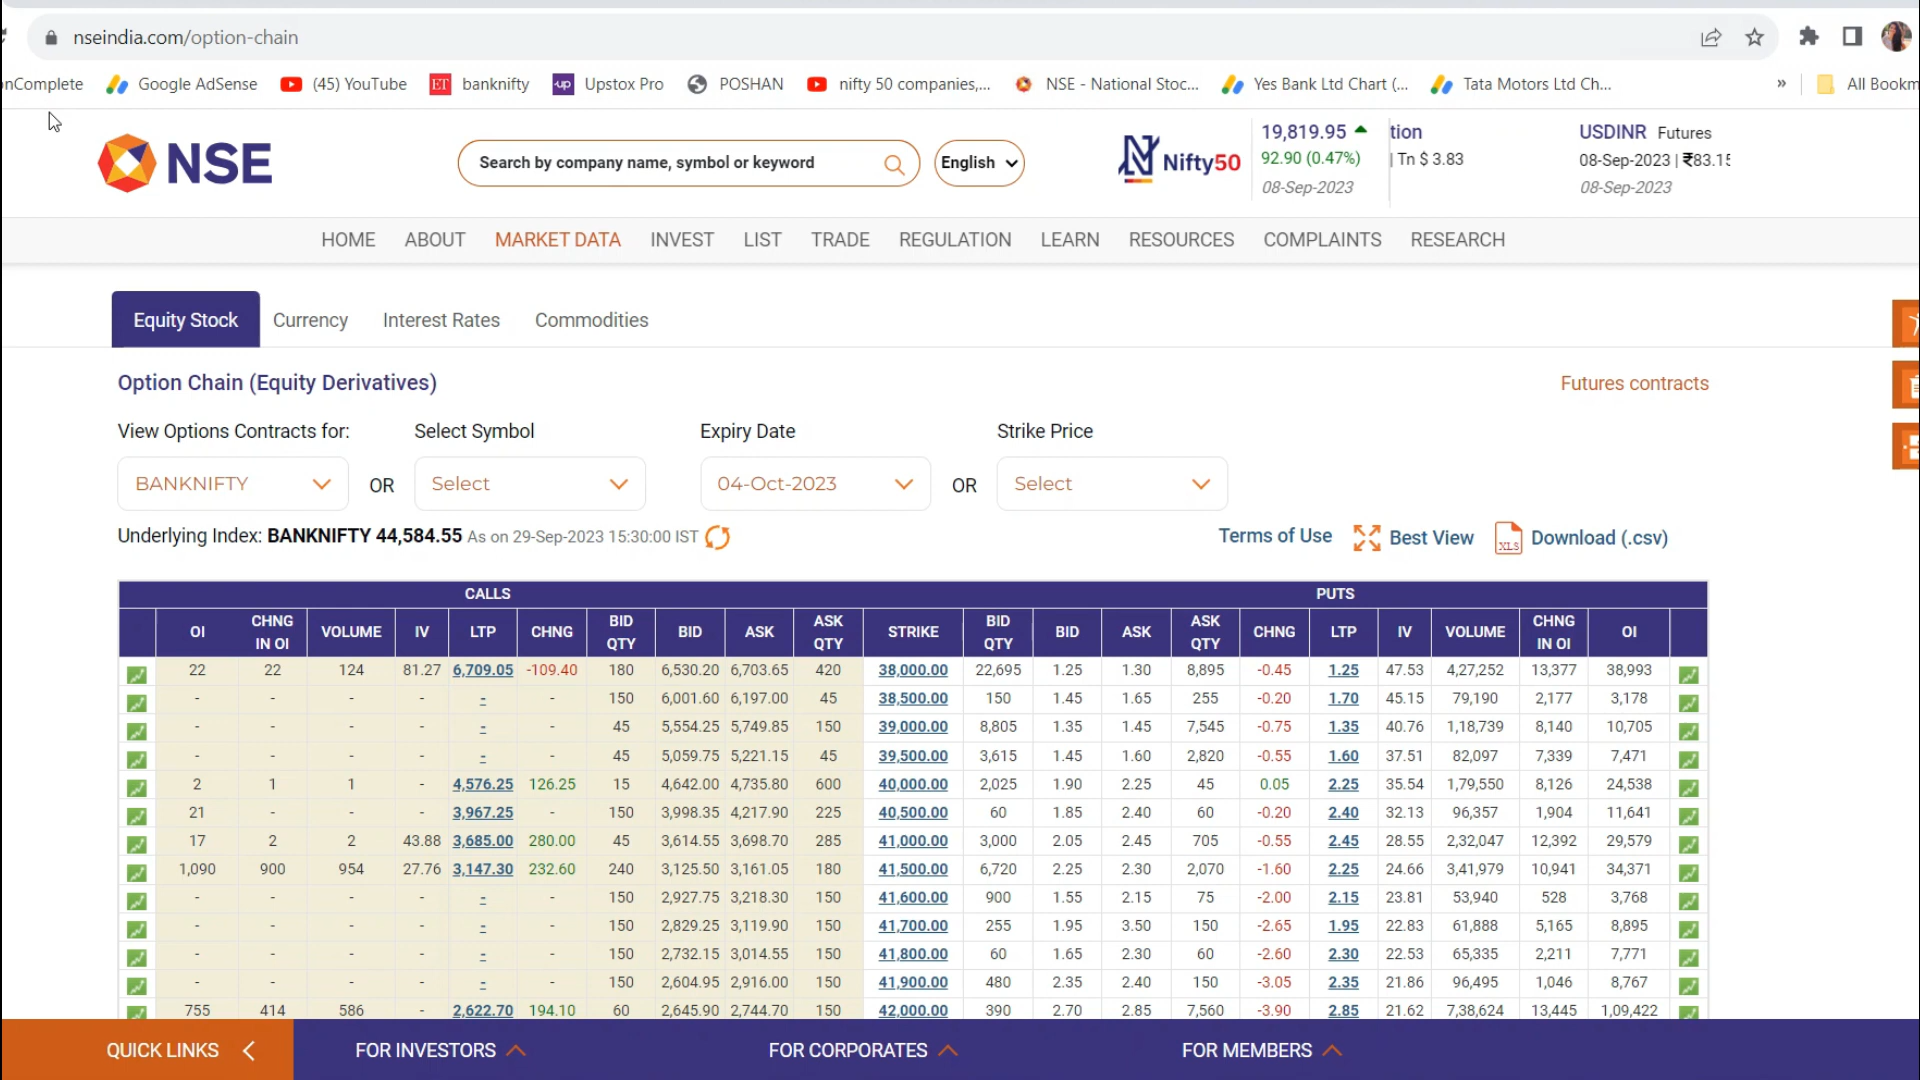 nseindia.com/option-chain
nComplete Google AdSense (45) YouTube ET banknifty up Upstox Pro POSHAN nifty 50 companies,... NSE - National Stoc... Yes Bank Ltd Chart (... Tata Motors Ltd Ch... » All Bookm
NSE
Search by company name, symbol or keyword
English
Nifty50
19,819.95
92.90 (0.47%)
08-Sep-2023
tion
| Tn $ 3.83
USDINR Futures
08-Sep-2023 | ₹83.15
08-Sep-2023
HOME ABOUT MARKET DATA INVEST LIST TRADE REGULATION LEARN RESOURCES COMPLAINTS RESEARCH
Equity Stock Currency Interest Rates Commodities
Option Chain (Equity Derivatives) Futures contracts
View Options Contracts for: Select Symbol Expiry Date Strike Price
BANKNIFTY OR Select 04-Oct-2023 OR Select
Underlying Index: BANKNIFTY 44,584.55 As on 29-Sep-2023 15:30:00 IST Terms of Use Best View XLS Download (.csv)
CALLS PUTS
OI CHNG IN OI VOLUME IV LTP CHNG BID QTY BID ASK ASK QTY STRIKE BID QTY BID ASK ASK QTY CHNG LTP IV VOLUME CHNG IN OI OI
22 22 124 81.27 6,709.05 -109.40 180 6,530.20 6,703.65 420 38,000.00 22,695 1.25 1.30 8,895 -0.45 1.25 47.53 4,27,252 13,377 38,993
- - - - - - 150 6,001.60 6,197.00 45 38,500.00 150 1.45 1.65 255 -0.20 1.70 45.15 79,190 2,177 3,178
- - - - - - 45 5,554.25 5,749.85 150 39,000.00 8,805 1.35 1.45 7,545 -0.75 1.35 40.76 1,18,739 8,140 10,705
- - - - - - 45 5,059.75 5,221.15 45 39,500.00 3,615 1.45 1.60 2,820 -0.55 1.60 37.51 82,097 7,339 7,471
2 1 1 - 4,576.25 126.25 15 4,642.00 4,735.80 600 40,000.00 2,025 1.90 2.25 45 0.05 2.25 35.54 1,79,550 8,126 24,538
21 - - - 3,967.25 - 150 3,998.35 4,217.90 225 40,500.00 60 1.85 2.40 60 -0.20 2.40 32.13 96,357 1,904 11,641
17 2 2 43.88 3,685.00 280.00 45 3,614.55 3,698.70 285 41,000.00 3,000 2.05 2.45 705 -0.55 2.45 28.55 2,32,047 12,392 29,579
1,090 900 954 27.76 3,147.30 232.60 240 3,125.50 3,161.05 180 41,500.00 6,720 2.25 2.30 2,070 -1.60 2.25 24.66 3,41,979 10,941 34,371
- - - - - - 150 2,927.75 3,218.30 150 41,600.00 900 1.55 2.15 75 -2.00 2.15 23.81 53,940 528 3,768
- - - - - - 150 2,829.25 3,119.90 150 41,700.00 255 1.95 3.50 150 -2.65 1.95 22.83 61,888 5,165 8,895
- - - - - - 150 2,732.15 3,014.55 150 41,800.00 60 1.65 2.30 60 -2.60 2.30 22.53 65,335 2,211 7,771
- - - - - - 150 2,604.95 2,916.00 150 41,900.00 480 2.35 2.40 150 -3.05 2.35 21.86 96,495 1,046 8,767
755 414 586 - 2,622.70 194.10 60 2,645.90 2,744.70 150 42,000.00 390 2.70 2.85 7,560 -3.90 2.85 21.62 7,38,624 13,445 1,09,422
QUICK LINKS FOR INVESTORS FOR CORPORATES FOR MEMBERS